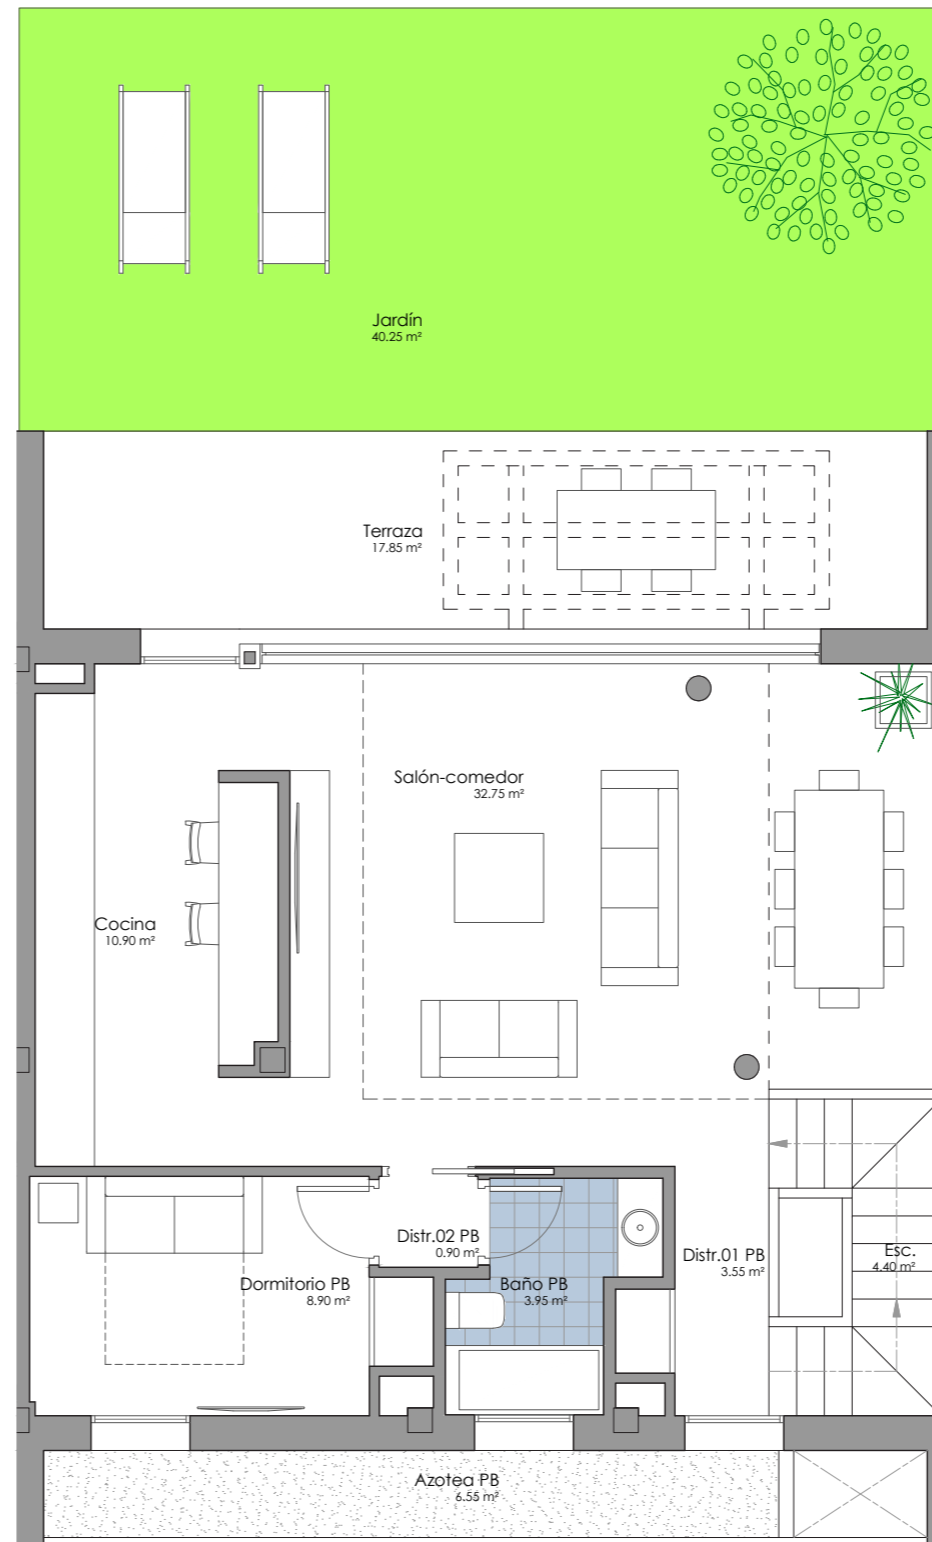 Jardín
40.25 m²
Terraza
17.85 m²
Salón-comedor
32.75 m²
Cocina
10.90 m²
Distr.02 PB
0.90 m²
Distr.01 PB
3.55 m²
Esc.
4.40 m²
Dormitorio PB
8.90 m²
Baño PB
3.95 m²
Azotea PB
6.55 m²